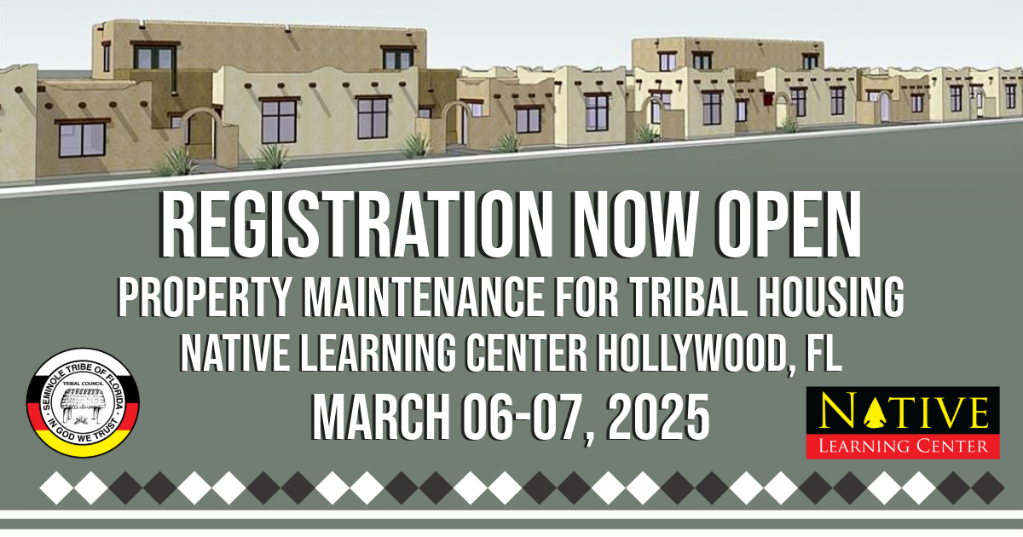 REGISTRATION NOW OPEN
PROPERTY MAINTENANCE FOR TRIBAL HOUSING
NATIVE LEARNING CENTER HOLLYWOOD, FL
MARCH 06-07, 2025
SEMINOLE TRIBE OF FLORIDA
TRIBAL COUNCIL
IN GOD WE TRUST
NATIVE
LEARNING CENTER